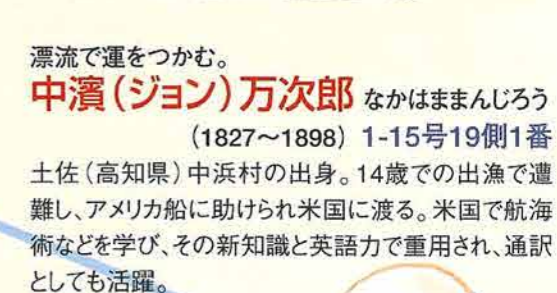 漂流で運をつかむ。
中濱（ジョン）万次郎 なかはままんじろう
（1827～1898） 1-15号19側1番
土佐（高知県）中浜村の出身。14歳での出漁で遭
難し、アメリカ船に助けられ米国に渡る。米国で航海
術などを学び、その新知識と英語力で重用され、通訳
としても活躍。